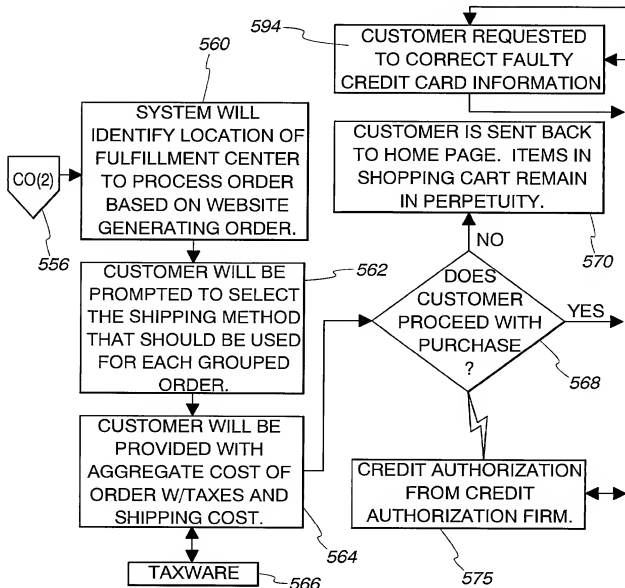 560
SYSTEM WILL
IDENTIFY LOCATION OF
FULFILLMENT CENTER
TO PROCESS ORDER
BASED ON WEBSITE
GENERATING ORDER.
CO(2)
556
CUSTOMER WILL BE
PROMPTED TO SELECT
THE SHIPPING METHOD
THAT SHOULD BE USED
FOR EACH GROUPED
ORDER.
562
CUSTOMER WILL BE
PROVIDED WITH
AGGREGATE COST OF
ORDER W/TAXES AND
SHIPPING COST.
564
TAXWARE
566
594
CUSTOMER REQUESTED
TO CORRECT FAULTY
CREDIT CARD INFORMATION
CUSTOMER IS SENT BACK
TO HOME PAGE. ITEMS IN
SHOPPING CART REMAIN
IN PERPETUITY.
570
NO
DOES
CUSTOMER
PROCEED WITH
PURCHASE
?
YES
568
CREDIT AUTHORIZATION
FROM CREDIT
AUTHORIZATION FIRM.
575